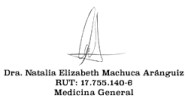 Dra. Natalia Elizabeth Machuca Aránguiz
RUT: 17.755.140-6
Medicina General